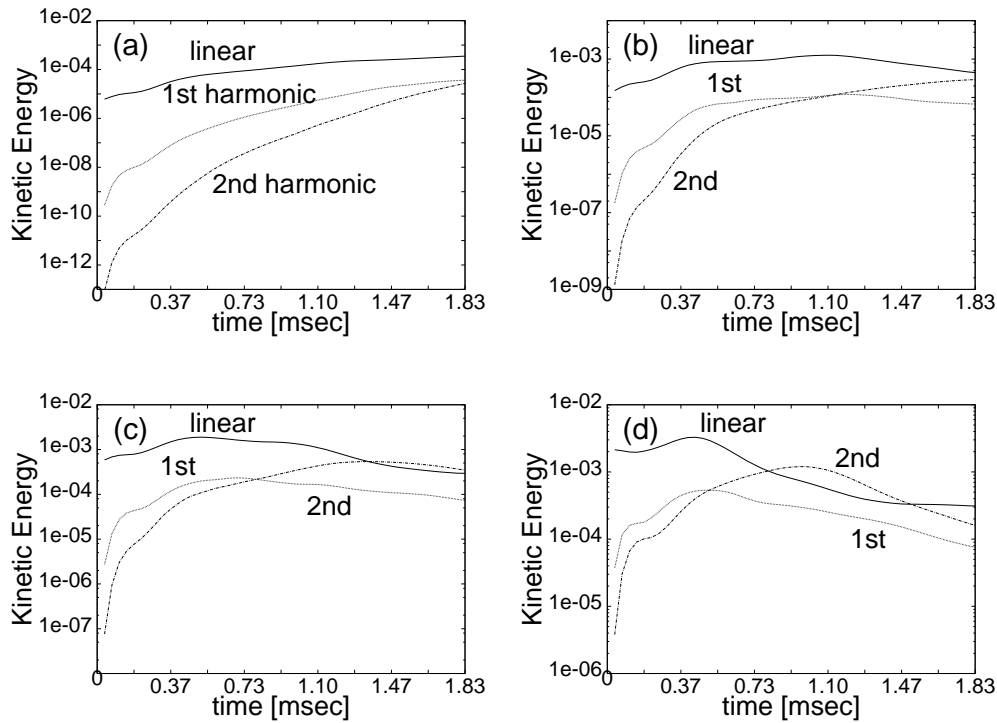 (a)
Kinetic Energy
1e-02
1e-04
1e-06
1e-08
1e-10
1e-12
linear
1st harmonic
2nd harmonic
0 0.37 0.73 1.10 1.47 1.83
time [msec]
(b)
Kinetic Energy
1e-03
1e-05
1e-07
1e-09
linear
1st
2nd
0 0.37 0.73 1.10 1.47 1.83
time [msec]
(c)
Kinetic Energy
1e-02
1e-03
1e-04
1e-05
1e-06
1e-07
linear
1st
2nd
0 0.37 0.73 1.10 1.47 1.83
time [msec]
(d)
Kinetic Energy
1e-02
1e-03
1e-04
1e-05
1e-06
linear
2nd
1st
0 0.37 0.73 1.10 1.47 1.83
time [msec]